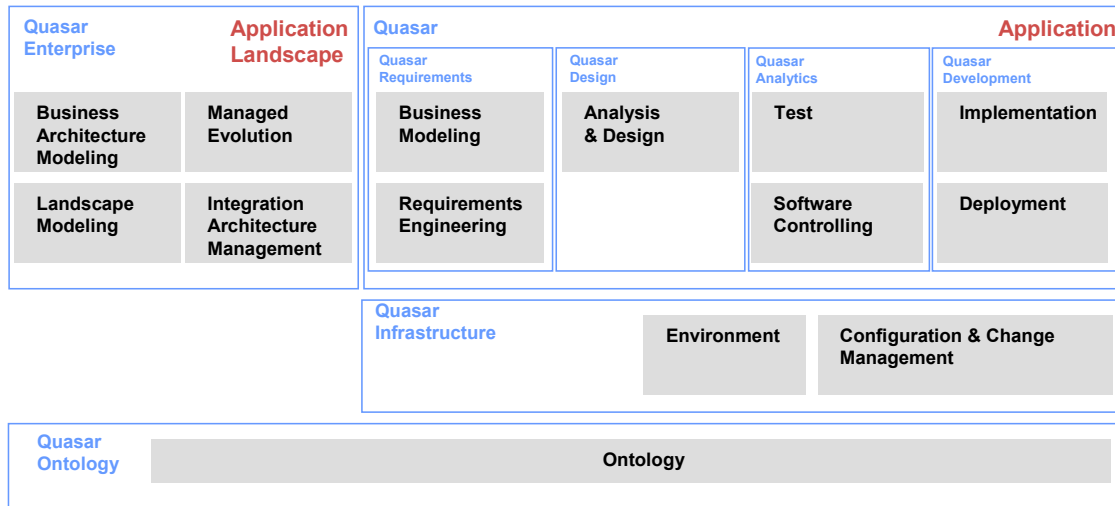 Quasar
Enterprise
Application
Landscape
Business
Architecture
Modeling
Managed
Evolution
Landscape
Modeling
Integration
Architecture
Management
Quasar
Application
Quasar
Requirements
Business
Modeling
Requirements
Engineering
Quasar
Design
Analysis
& Design
Quasar
Analytics
Test
Software
Controlling
Quasar
Development
Implementation
Deployment
Quasar
Infrastructure
Environment
Configuration & Change
Management
Quasar
Ontology
Ontology